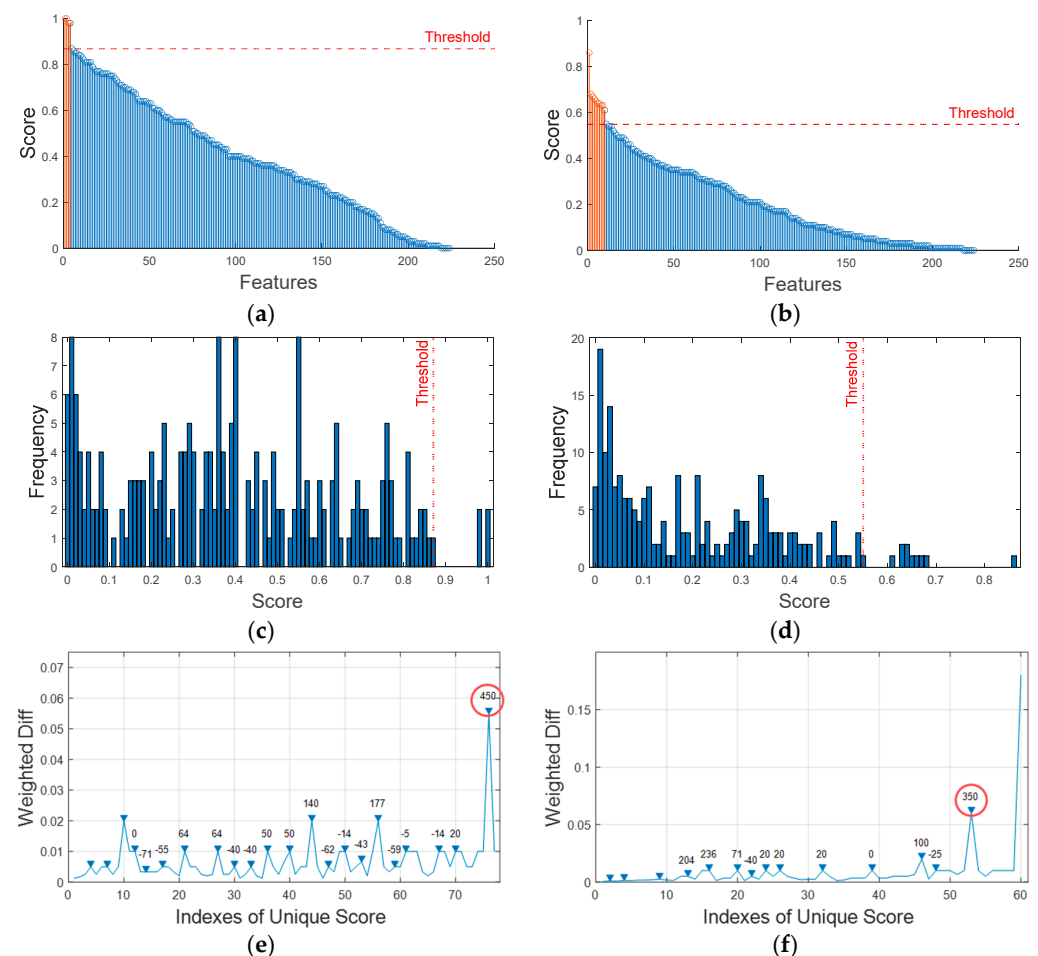 1
0.8
0.6
0.4
0.2
0
Score
Threshold
0 50 100 150 200 250
Features
(a)
1
0.8
0.6
0.4
0.2
0
Score
Threshold
0 50 100 150 200 250
Features
(b)
8
7
6
5
4
3
2
1
0
Frequency
Threshold
0 0.1 0.2 0.3 0.4 0.5 0.6 0.7 0.8 0.9 1
Score
(c)
20
15
10
5
0
Frequency
Threshold
0 0.1 0.2 0.3 0.4 0.5 0.6 0.7 0.8
Score
(d)
0.07
0.06
0.05
0.04
0.03
0.02
0.01
0
Weighted Diff
0 -71 -55 64 64 -40 -40 50 50 140 -62 -14 -43 177 -59 -5 -14 20 450
0 10 20 30 40 50 60 70
Indexes of Unique Score
(e)
0.15
0.1
0.05
0
Weighted Diff
204 236 71 -40 20 20 20 0 100 -25 350
0 10 20 30 40 50 60
Indexes of Unique Score
(f)